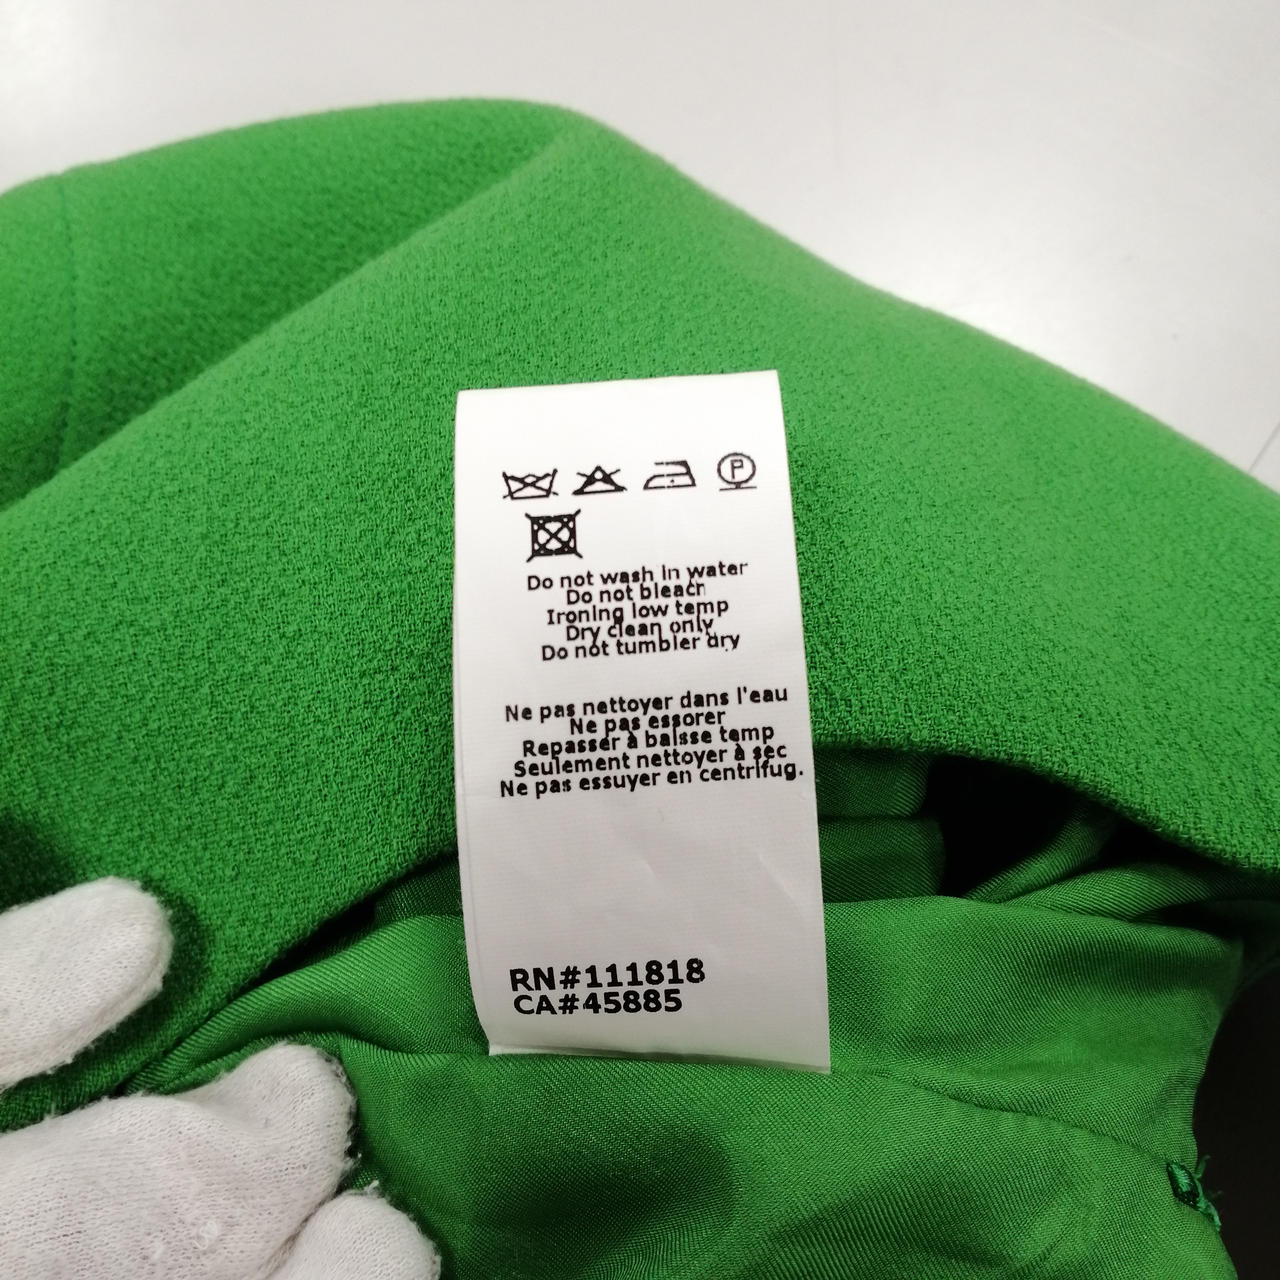 P
Do not wash in water
Do not bleach
Ironing low temp
Dry clean only
Do not tumbler dry
Ne pas nettoyer dans l'eau
Ne pas essorer
Repasser à baisse temp
Seulement nettoyer à sec
Ne pas essuyer en centrifug.
RN#111818
CA#45885